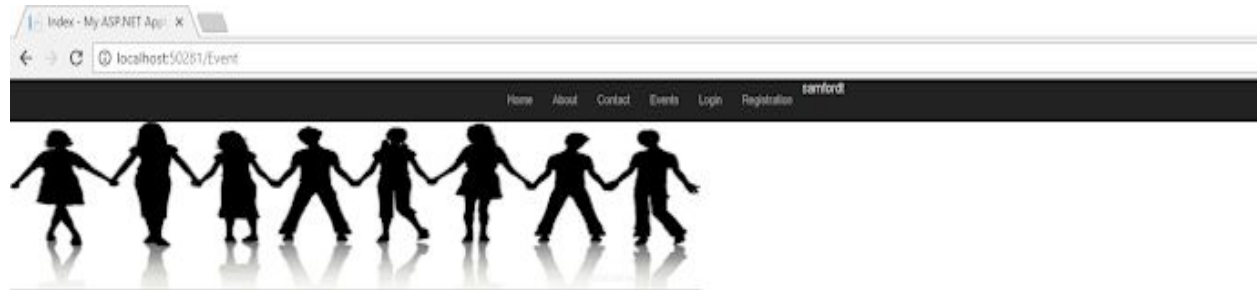 Index - My ASP.NET App
localhost:50281/Event
Home About Contact Events Login Registration samfordt